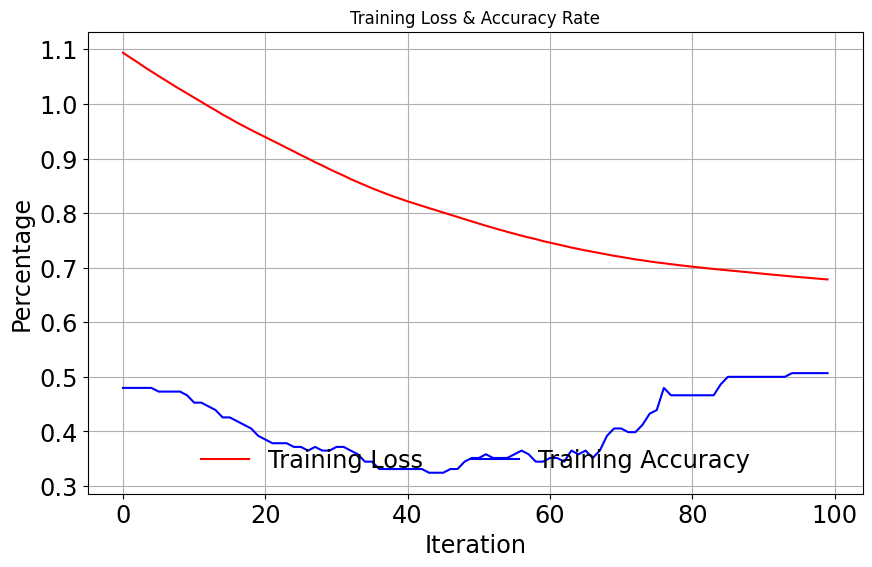 Training Loss & Accuracy Rate
Percentage
1.1
1.0
0.9
0.8
0.7
0.6
0.5
0.4
0.3
Training Loss
Training Accuracy
0 20 40 60 80 100
Iteration